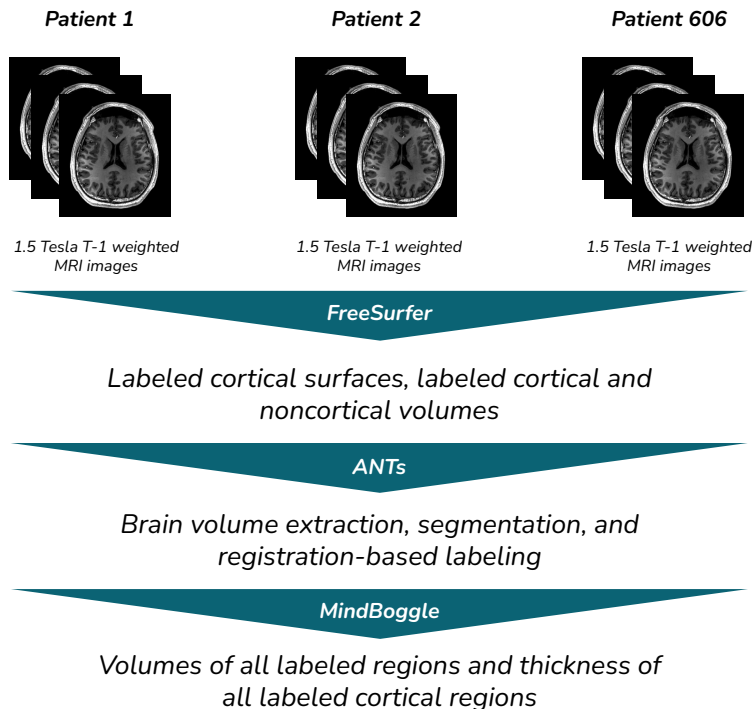 Patient 1
Patient 2
Patient 606
1.5 Tesla T-1 weighted
MRI images
1.5 Tesla T-1 weighted
MRI images
1.5 Tesla T-1 weighted
MRI images
FreeSurfer
Labeled cortical surfaces, labeled cortical and
noncortical volumes
ANTs
Brain volume extraction, segmentation, and
registration-based labeling
MindBoggle
Volumes of all labeled regions and thickness of
all labeled cortical regions